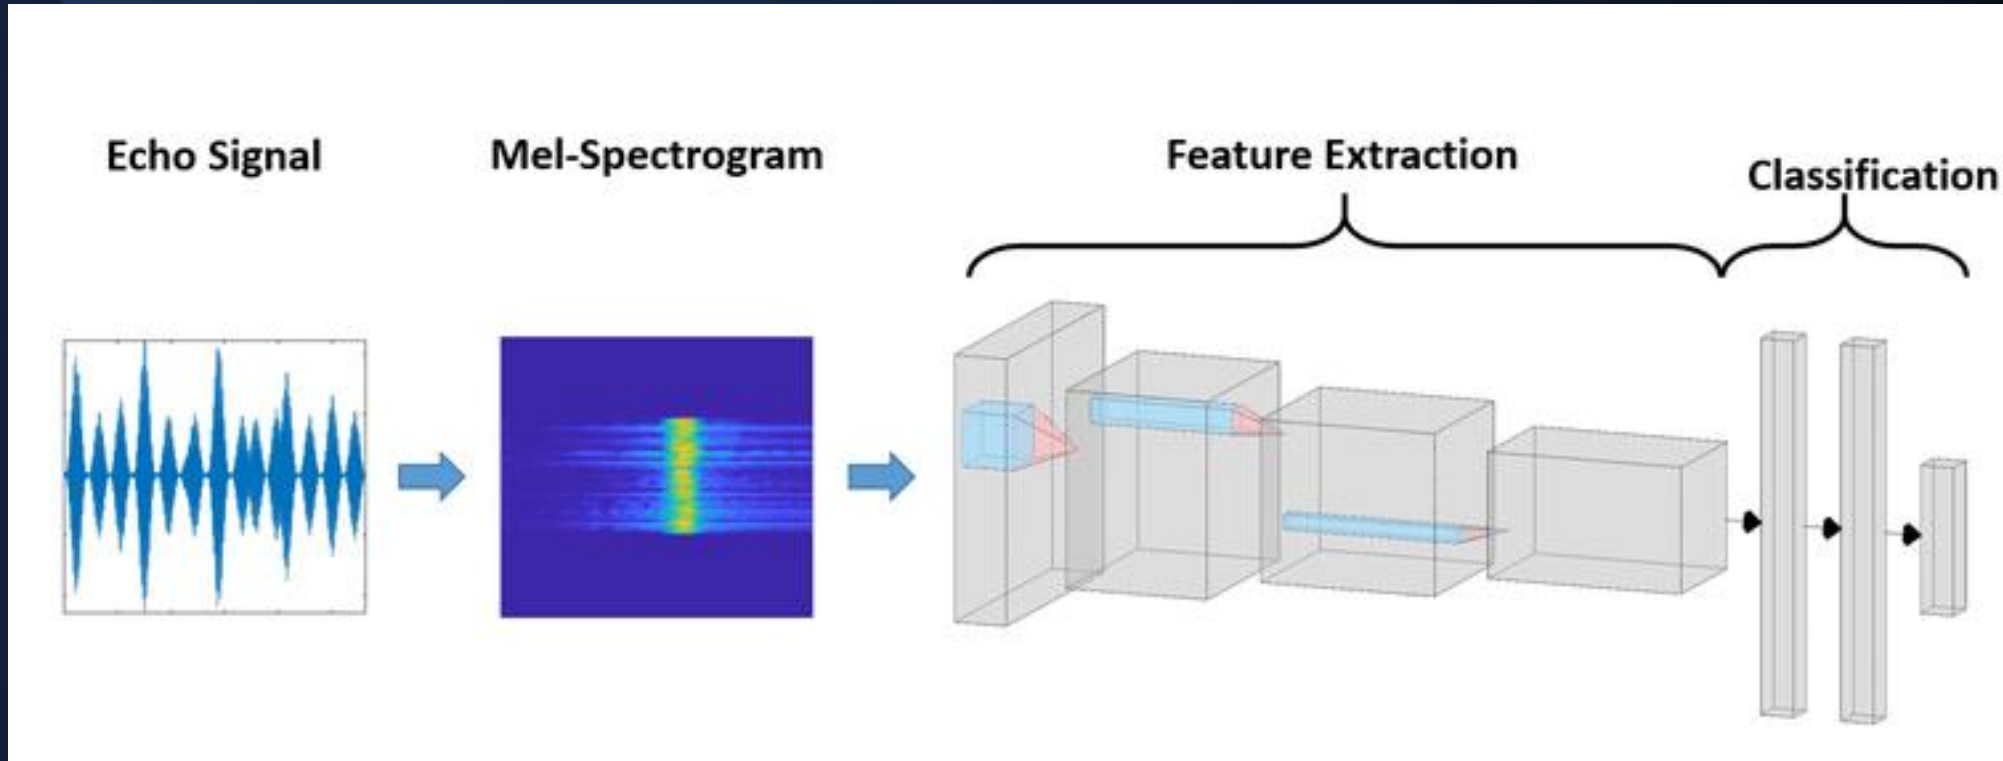 Echo Signal
Mel-Spectrogram
Feature Extraction
Classification